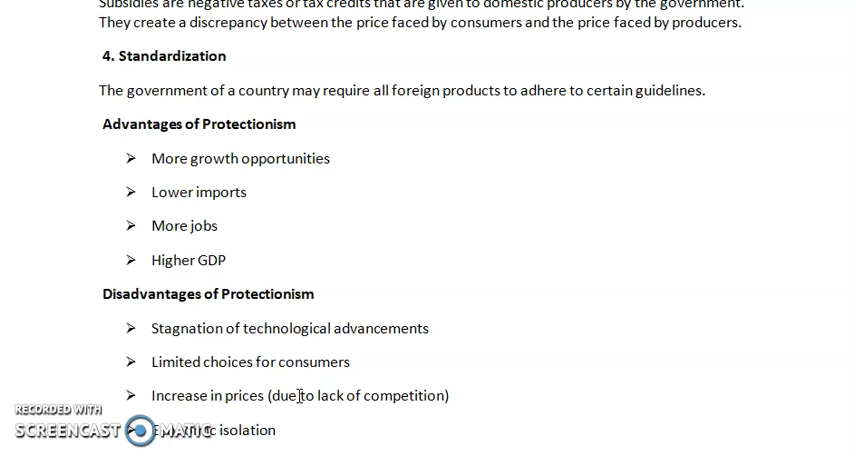 Subsidies are negative taxes or tax credits that are given to domestic producers by the government.
They create a discrepancy between the price faced by consumers and the price faced by producers.
4. Standardization
The government of a country may require all foreign products to adhere to certain guidelines.
Advantages of Protectionism
➢ More growth opportunities
➢ Lower imports
➢ More jobs
➢ Higher GDP
Disadvantages of Protectionism
➢ Stagnation of technological advancements
➢ Limited choices for consumers
➢ Increase in prices (due to lack of competition)
➢ isolation
RECORDED WITH
SCREENCAST MATIC